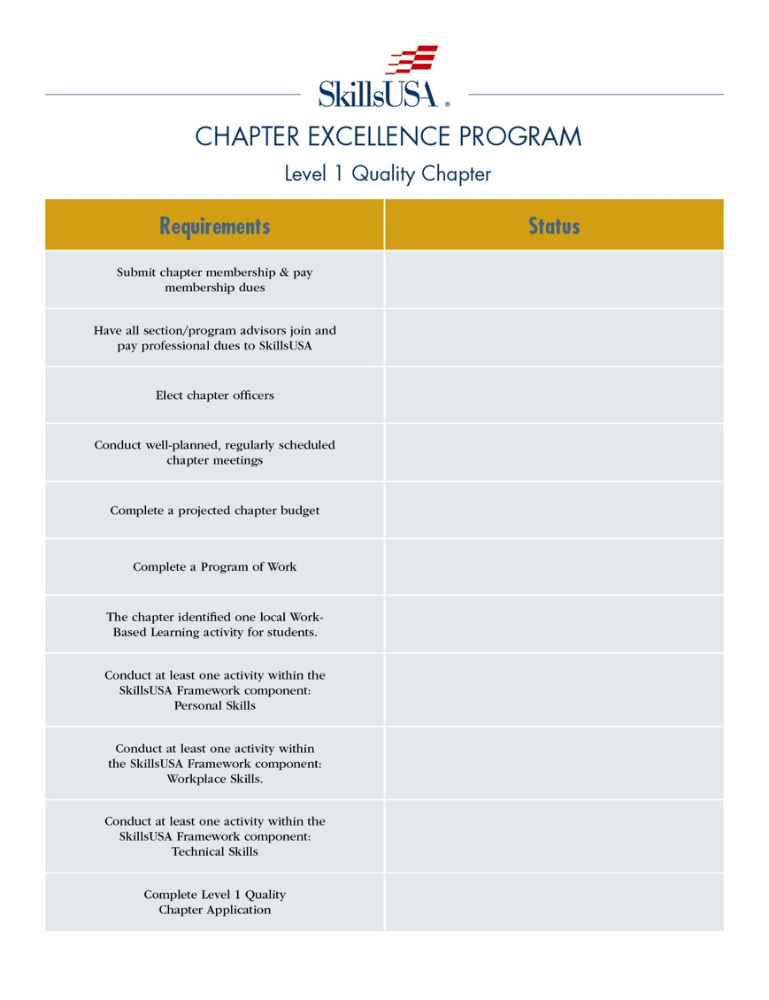 SkillsUSA®
CHAPTER EXCELLENCE PROGRAM
Level 1 Quality Chapter
Requirements
Status
Submit chapter membership & pay
membership dues
Have all section/program advisors join and
pay professional dues to SkillsUSA
Elect chapter officers
Conduct well-planned, regularly scheduled
chapter meetings
Complete a projected chapter budget
Complete a Program of Work
The chapter identified one local Work-
Based Learning activity for students.
Conduct at least one activity within the
SkillsUSA Framework component:
Personal Skills
Conduct at least one activity within
the SkillsUSA Framework component:
Workplace Skills.
Conduct at least one activity within the
SkillsUSA Framework component:
Technical Skills
Complete Level 1 Quality
Chapter Application